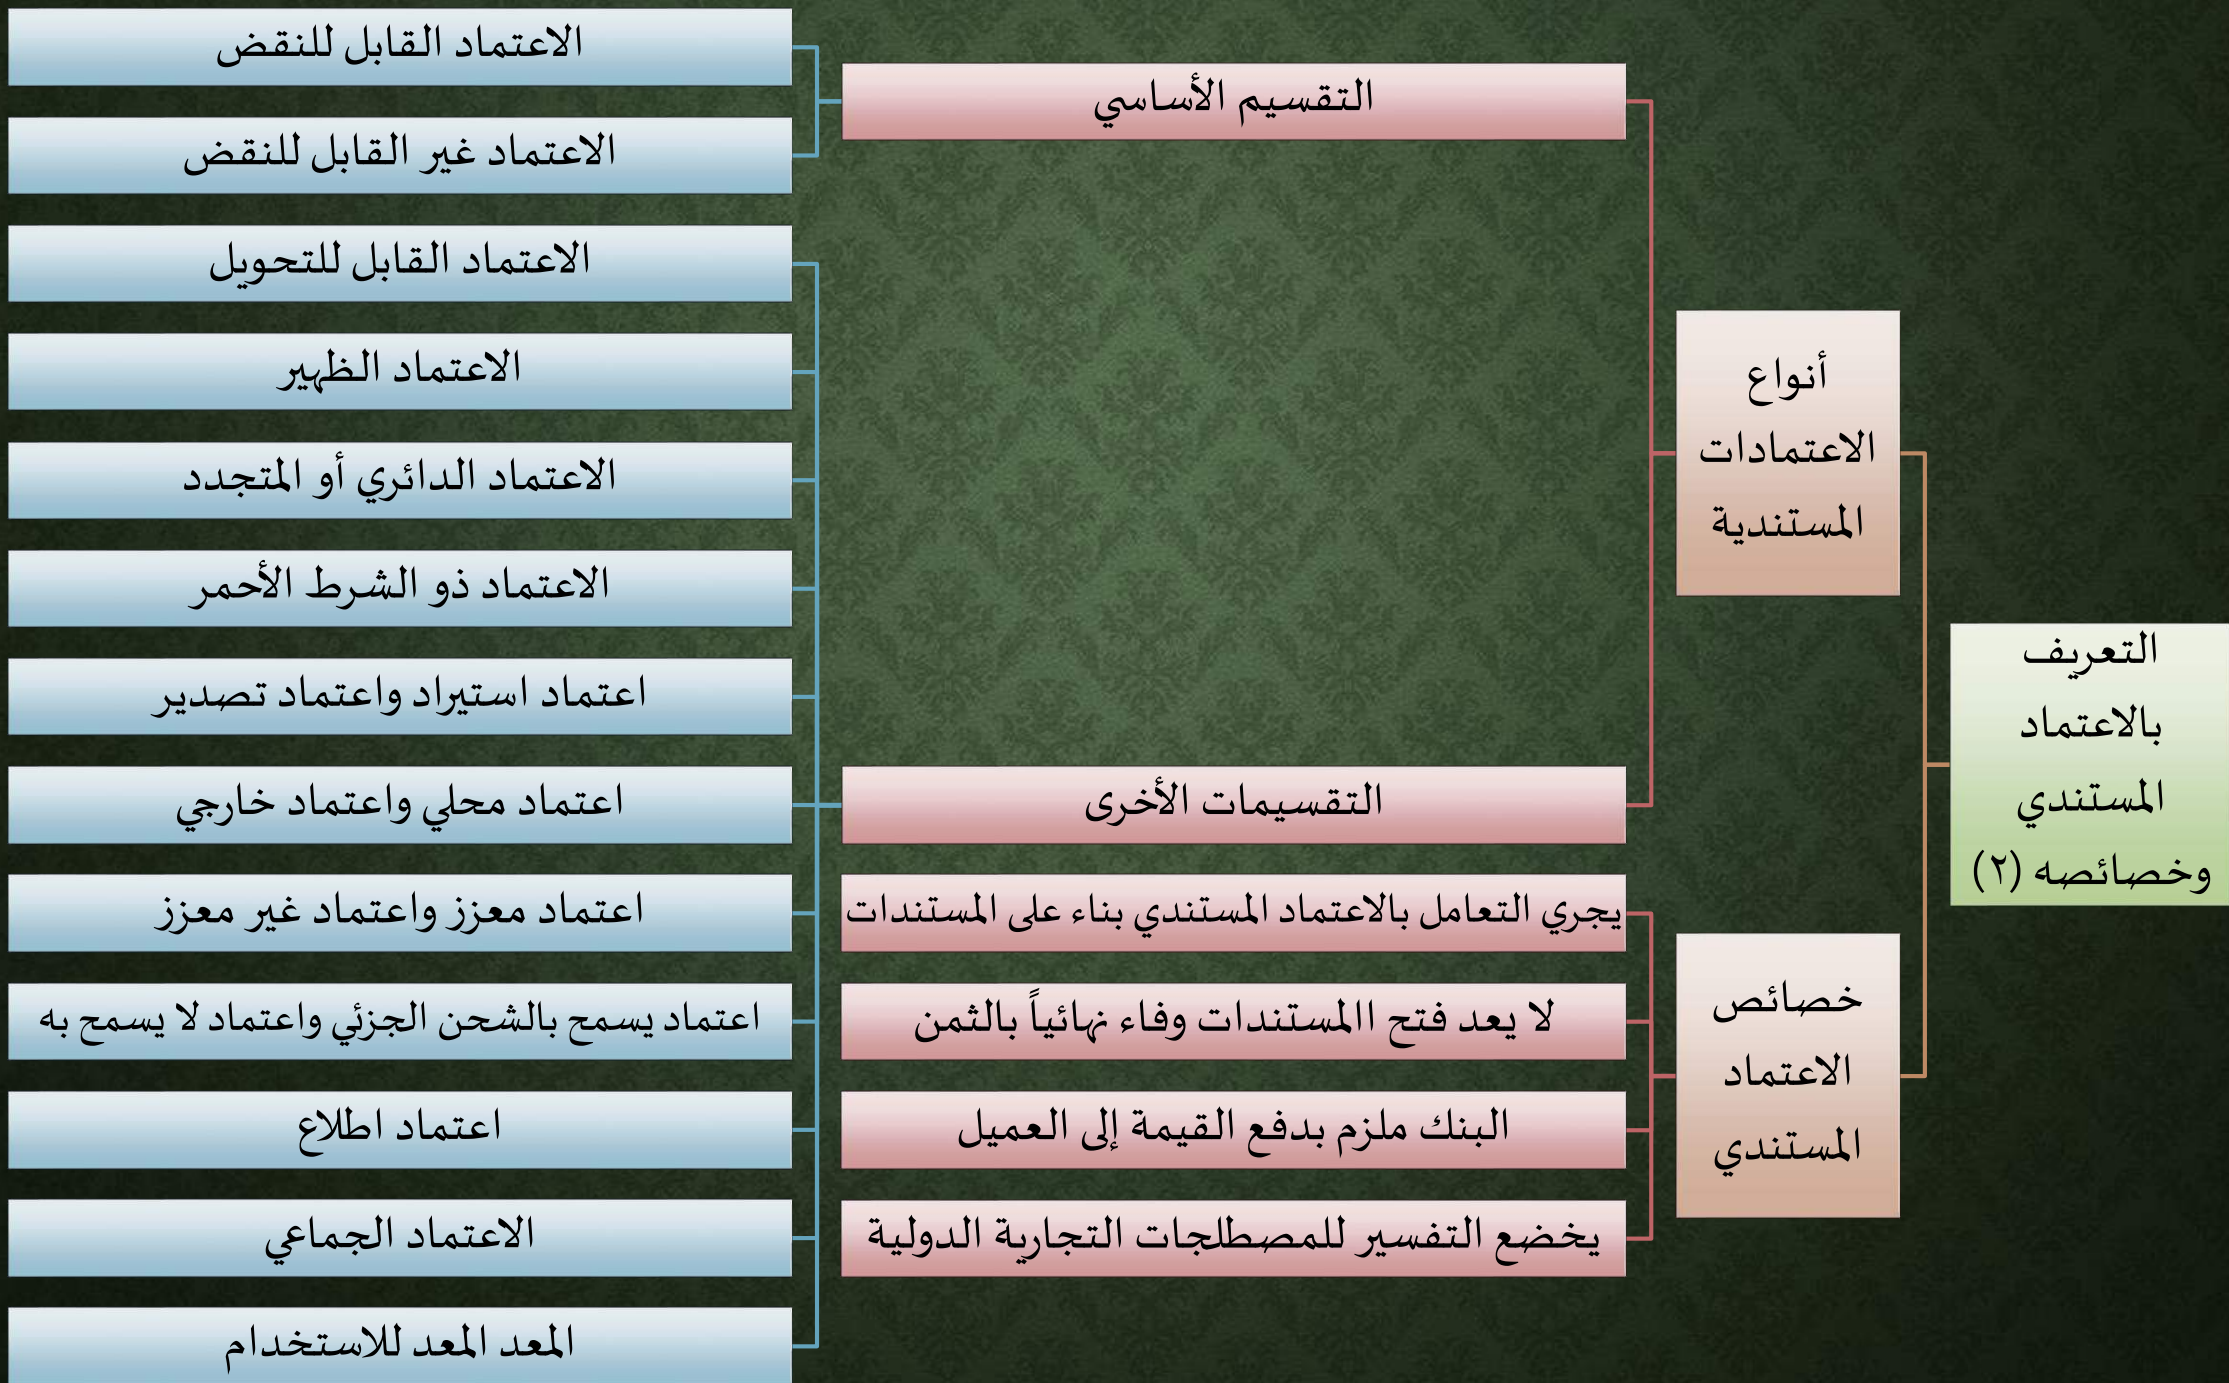 التعريف
بالاعتماد
المستندي
وخصائصه (٢)
أنواع
الاعتمادات
المستندية
التقسيم الأساسي
الاعتماد القابل للنقض
الاعتماد غير القابل للنقض
التقسيمات الأخرى
الاعتماد القابل للتحويل
الاعتماد الظهير
الاعتماد الدائري أو المتجدد
الاعتماد ذو الشرط الأحمر
اعتماد استيراد واعتماد تصدير
اعتماد محلي واعتماد خارجي
اعتماد معزز واعتماد غير معزز
اعتماد يسمح بالشحن الجزئي واعتماد لا يسمح به
اعتماد اطلاع
الاعتماد الجماعي
المعد المعد للاستخدام
خصائص
الاعتماد
المستندي
يجري التعامل بالاعتماد المستندي بناء على المستندات
لا يعد فتح االمستندات وفاء نهائياً بالثمن
البنك ملزم بدفع القيمة إلى العميل
يخضع التفسير للمصطلجات التجارية الدولية